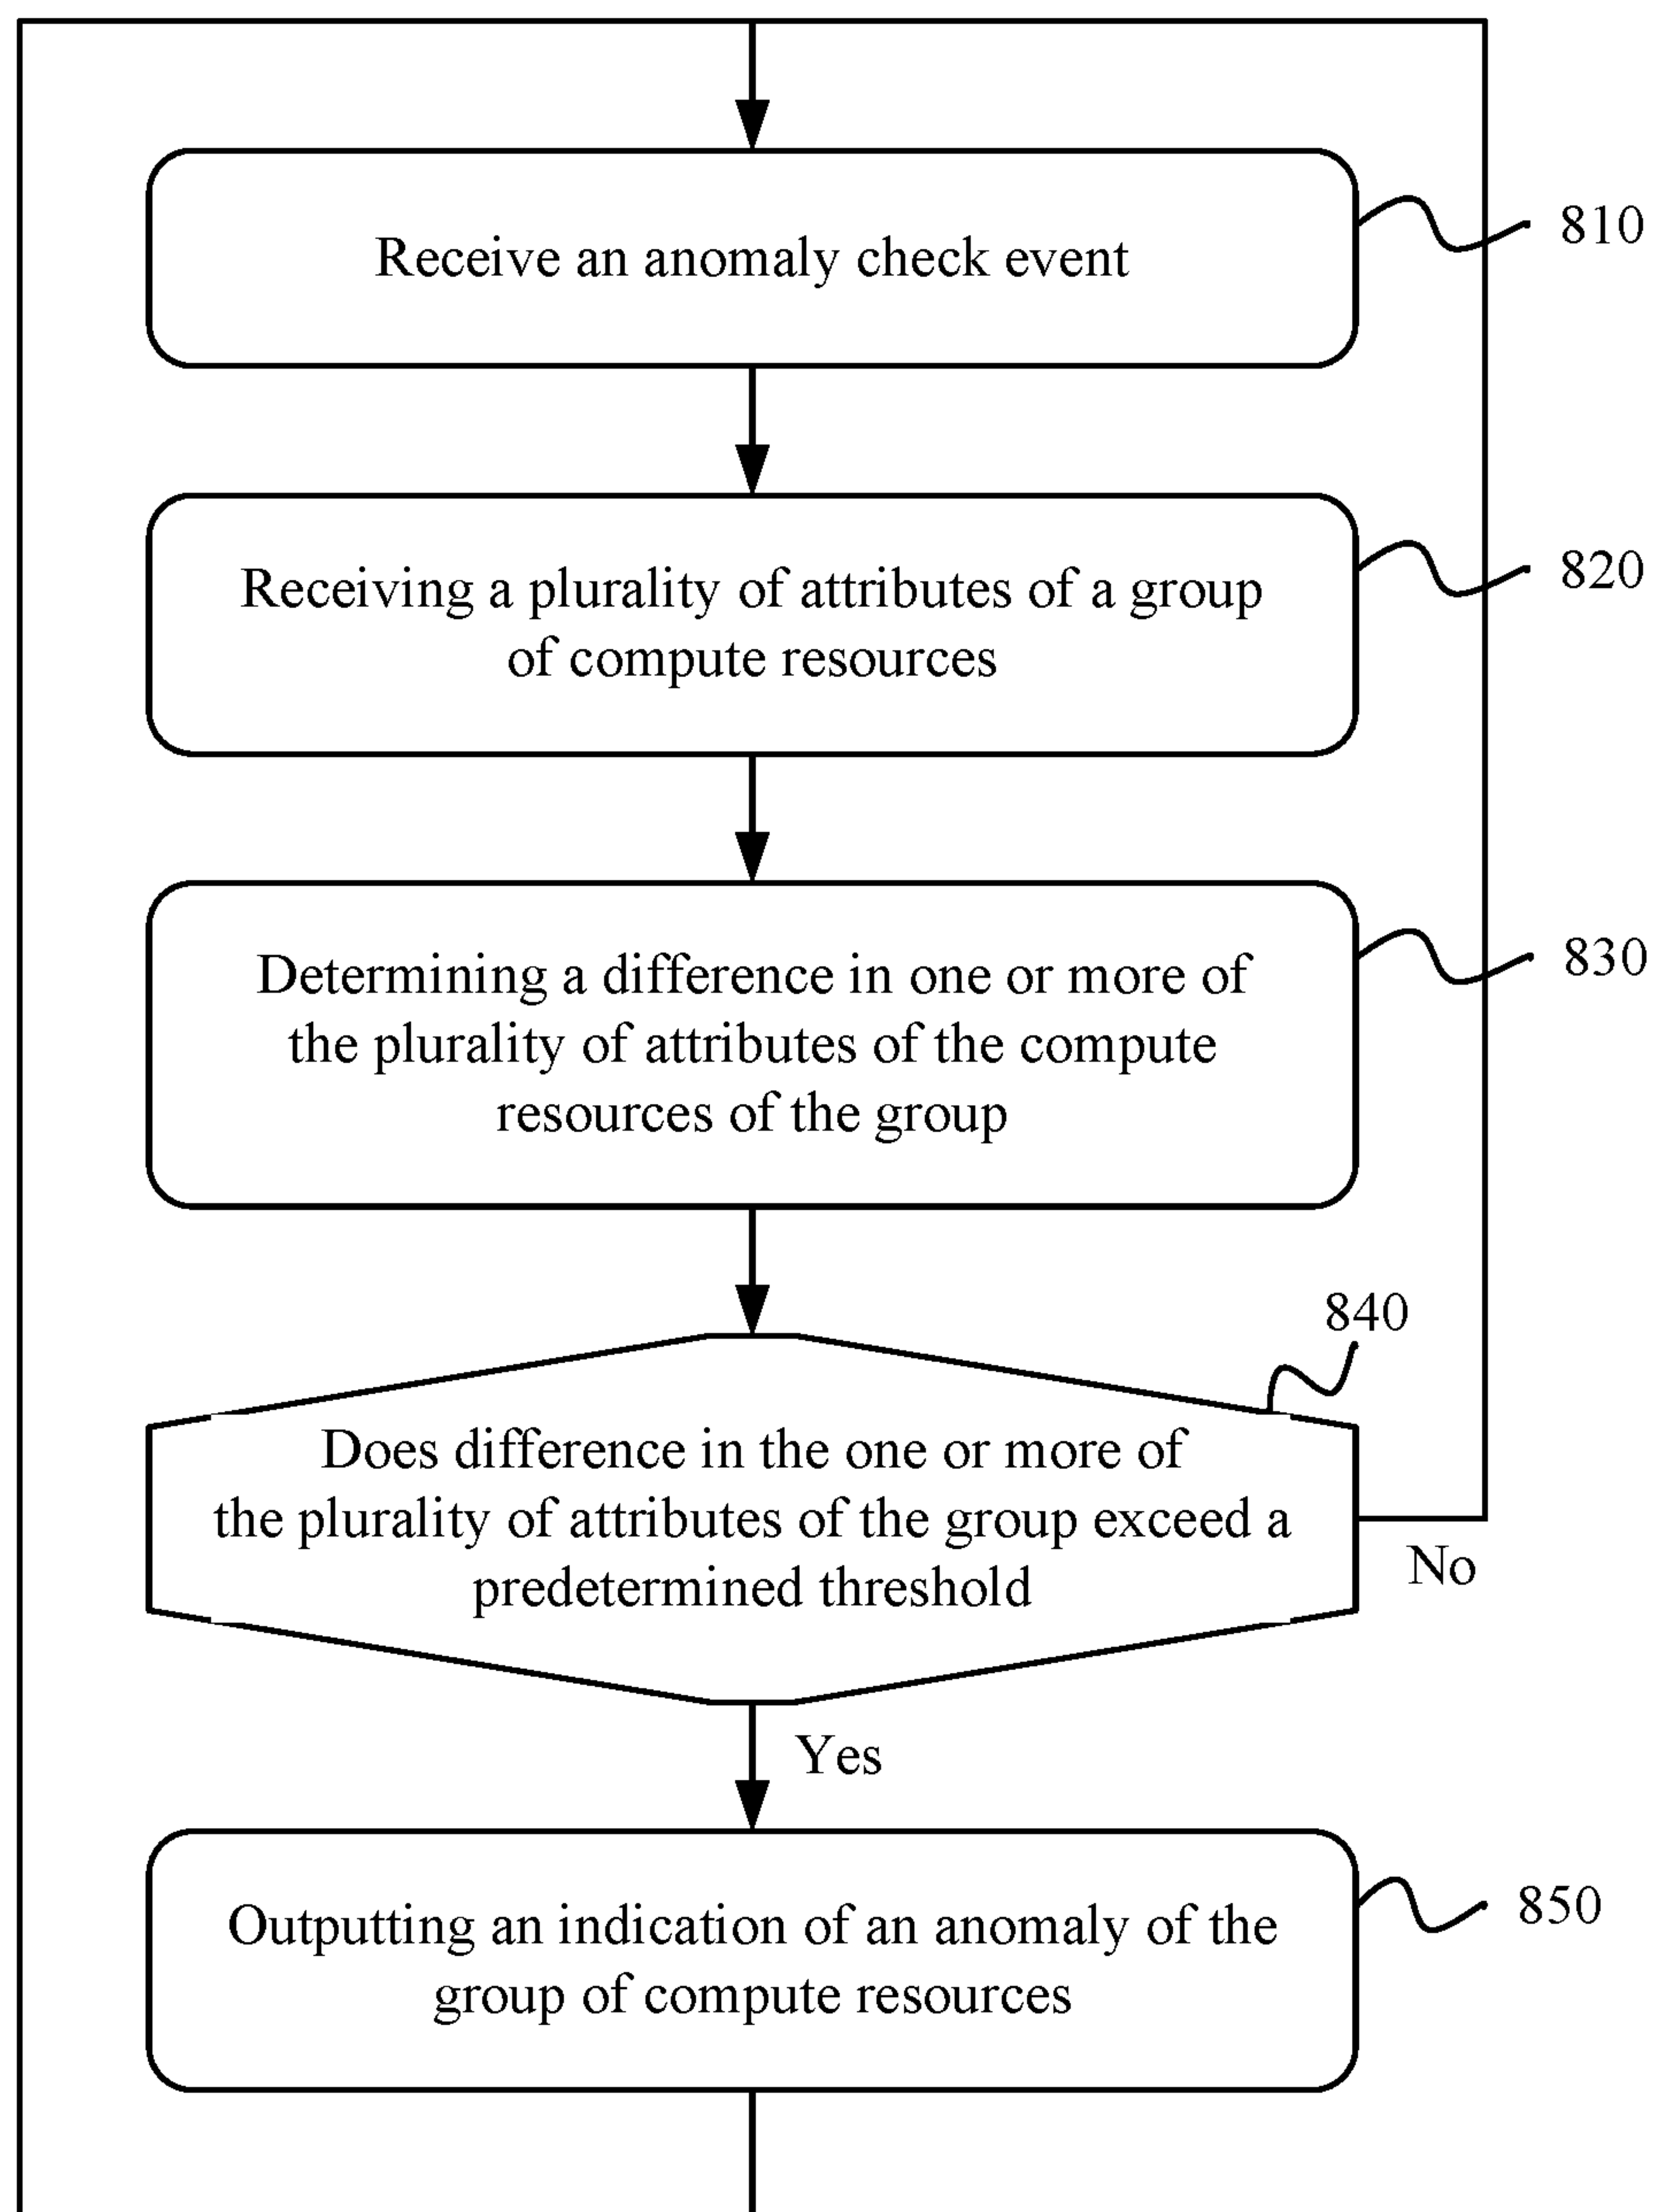 Receive an anomaly check event
810
Receiving a plurality of attributes of a group
of compute resources
820
Determining a difference in one or more of
the plurality of attributes of the compute
resources of the group
830
840
Does difference in the one or more of
the plurality of attributes of the group exceed a
predetermined threshold
No
Yes
Outputting an indication of an anomaly of the
group of compute resources
850